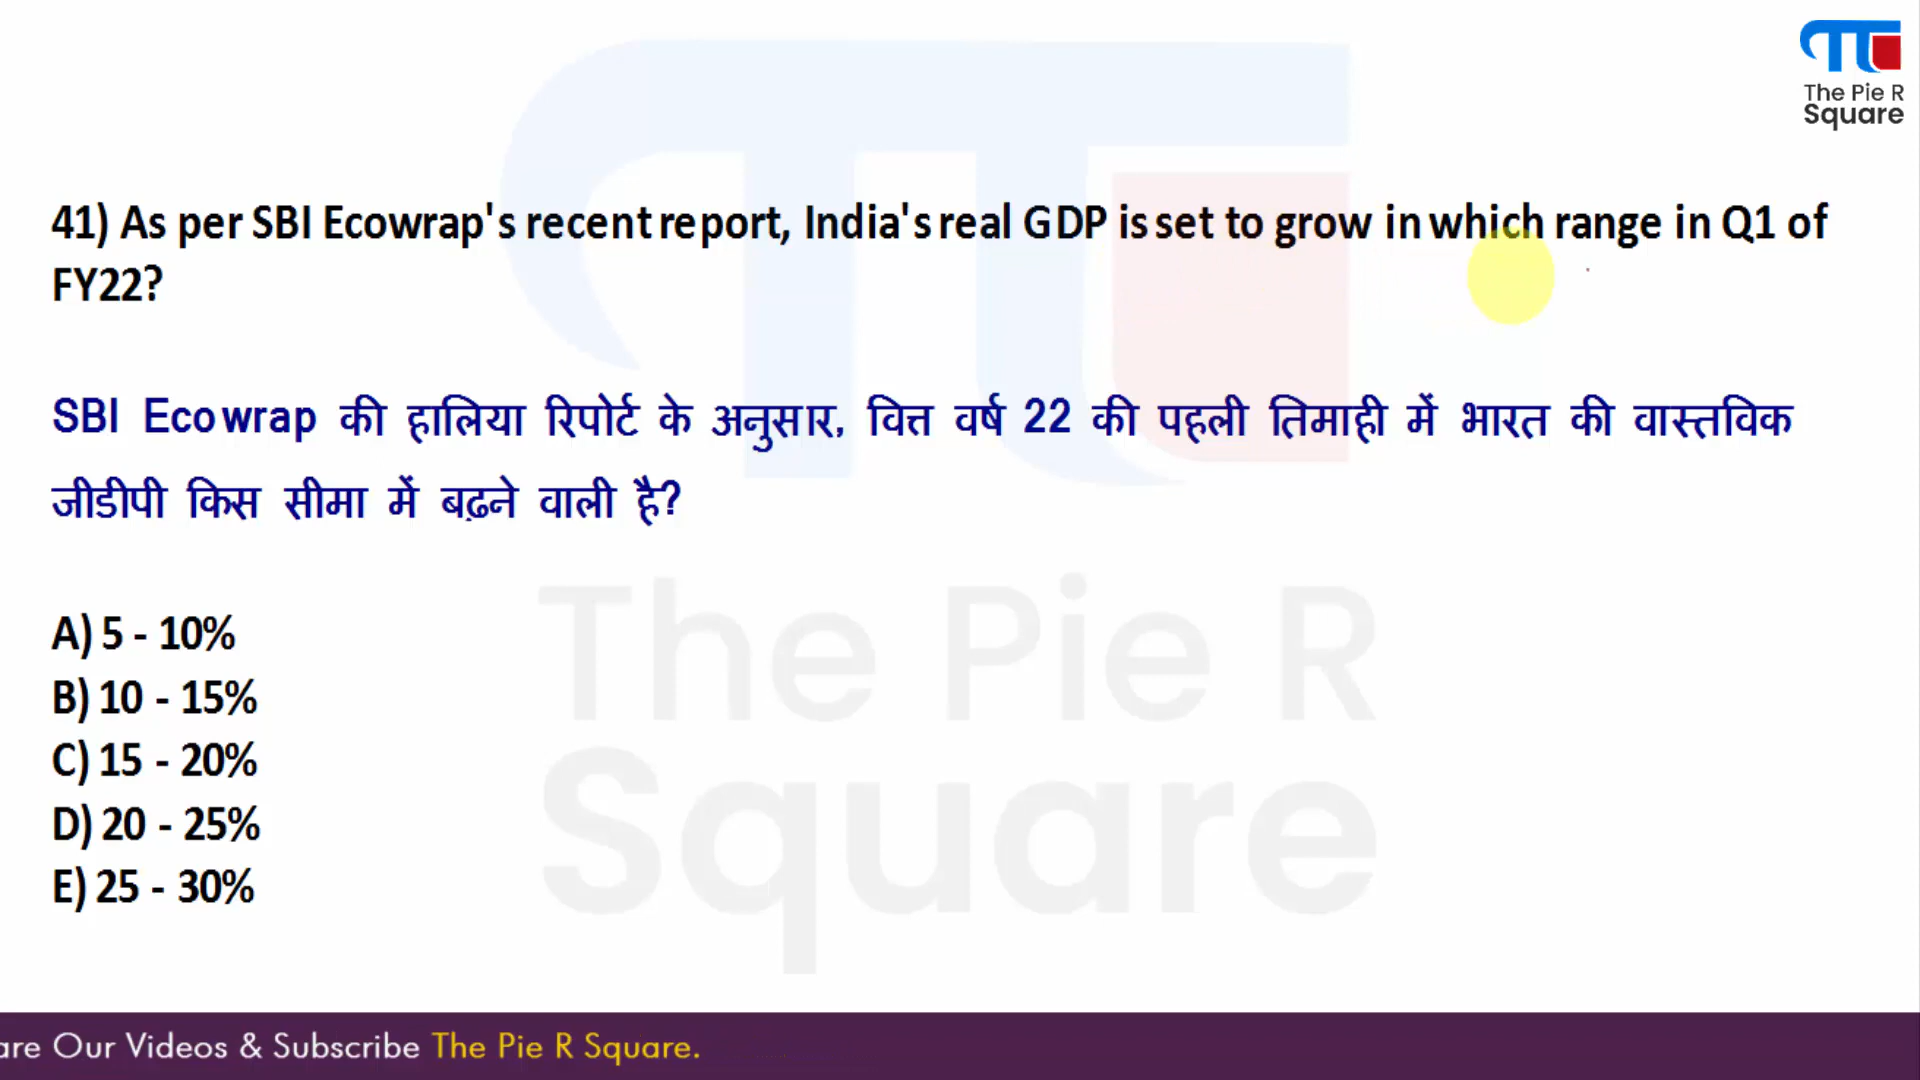 The Pie R
Square
41) As per SBI Ecowrap's recent report, India's real GDP is set to grow in which range in Q1 of
FY22?
SBI Ecowrap की हालिया रिपोर्ट के अनुसार, वित्त वर्ष 22 की पहली तिमाही में भारत की वास्तविक
जीडीपी किस सीमा में बढ़ने वाली है?
The Pie R
Square
A) 5 - 10%
B) 10 - 15%
C) 15 - 20%
D) 20 - 25%
E) 25 - 30%
are Our Videos & Subscribe The Pie R Square.